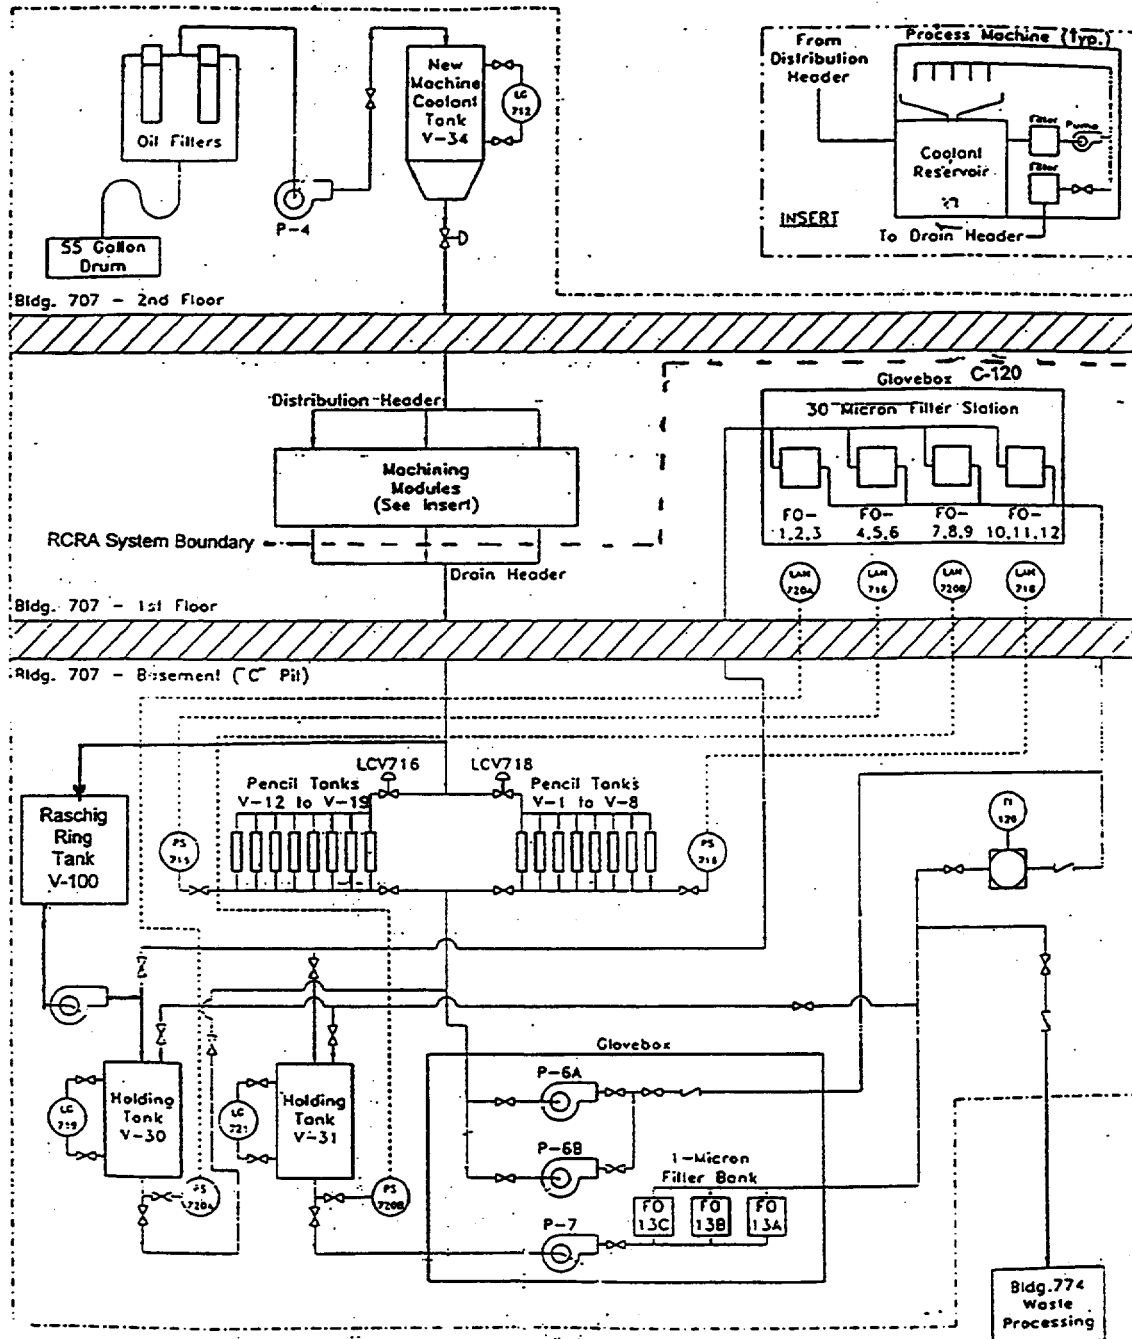 New
Machine
Coolant
Tank
V-34
LG
712
Oil Filters
P-4
55 Gallon
Drum
Bldg. 707 - 2nd Floor
From
Distribution
Header
Process Machine (Typ.)
Filter
Pump
Coolant
Reservoir
Filter
INSERT
To Drain Header
Distribution Header
Machining
Modules
(See Insert)
RCRA System Boundary
Drain Header
Bldg. 707 - 1st Floor
Glovebox C-120
30 Micron Filter Station
FO-
1,2,3
FO-
4,5,6
FO-
7,8,9
FO-
10,11,12
LAH
720A
LAH
716
LAH
720B
LAH
718
Bldg. 707 - Basement ("C" Pit)
LCV716
LCV718
Pencil Tanks
V-12 to V-19
Pencil Tanks
V-1 to V-8
Raschig
Ring
Tank
V-100
PS
PS
120
Holding
Tank
V-30
LG
719
PS
720A
Holding
Tank
V-31
LG
721
PS
720B
Glovebox
P-6A
P-6B
1-Micron
Filter Bank
FO
13C
FO
13B
FO
13A
P-7
Bldg.774
Waste
Processing